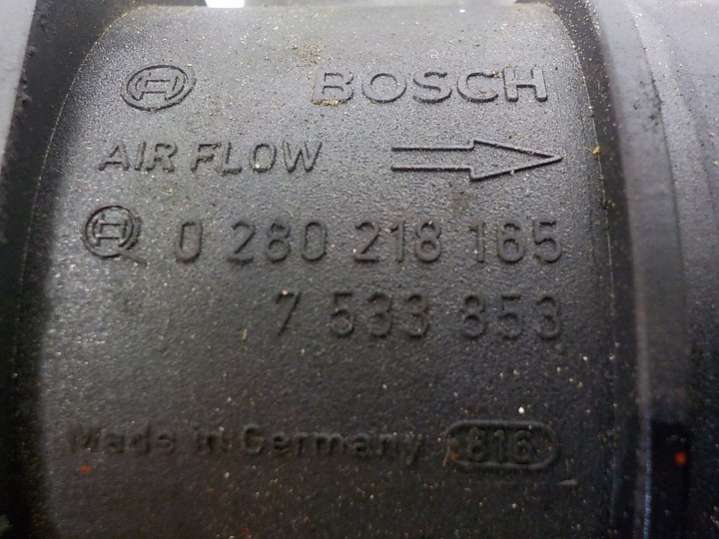 BOSCH
AIR FLOW
0 280 218 165
7 533 853
Made in Germany 816